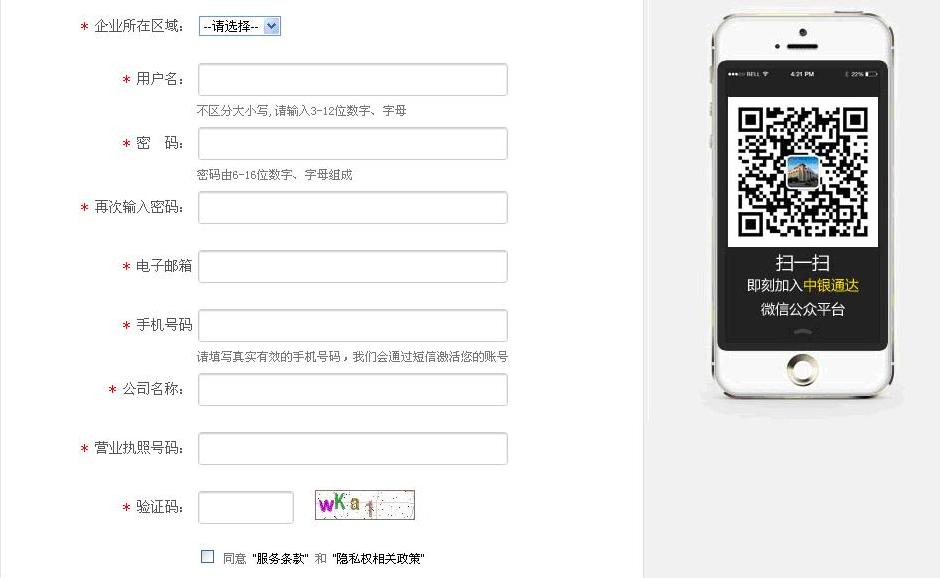 * 企业所在区域： --请选择--
* 用户名：
不区分大小写,请输入3-12位数字、字母
* 密 码：
密码由6-16位数字、字母组成
* 再次输入密码：
* 电子邮箱
* 手机号码
请填写真实有效的手机号码，我们会通过短信激活您的账号
* 公司名称：
* 营业执照号码：
* 验证码：
wKa1
同意 "服务条款" 和 "隐私权相关政策"
BELL 4:21 PM 22%
扫一扫
即刻加入中银通达
微信公众平台